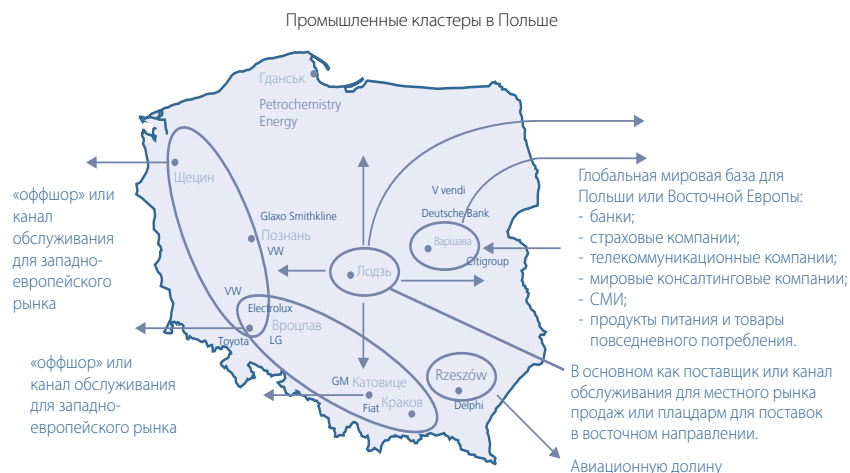 Промышленные кластеры в Польше
Гданськ
Petrochemistry
Energy
Щецин
«оффшор» или
канал
обслуживания
для западно-
европейского
рынка
Glaxo Smithkline
Познань
VW
V vendi
Deutsche Bank
Варшава
Citigroup
Лодзь
Глобальная мировая база для
Польши или Восточной Европы:
- банки;
- страховые компании;
- телекоммуникационные компании;
- мировые консалтинговые компании;
- СМИ;
- продукты питания и товары
повседневного потребления.
VW
Electrolux
Вроцлав
Toyota
LG
«оффшор» или
канал обслуживания
для западно-
европейского рынка
GM
Катовице
Fiat
Краков
Rzeszów
Delphi
В основном как поставщик или канал
обслуживания для местного рынка
продаж или плацдарм для поставок
в восточном направлении.
Авиационную долину